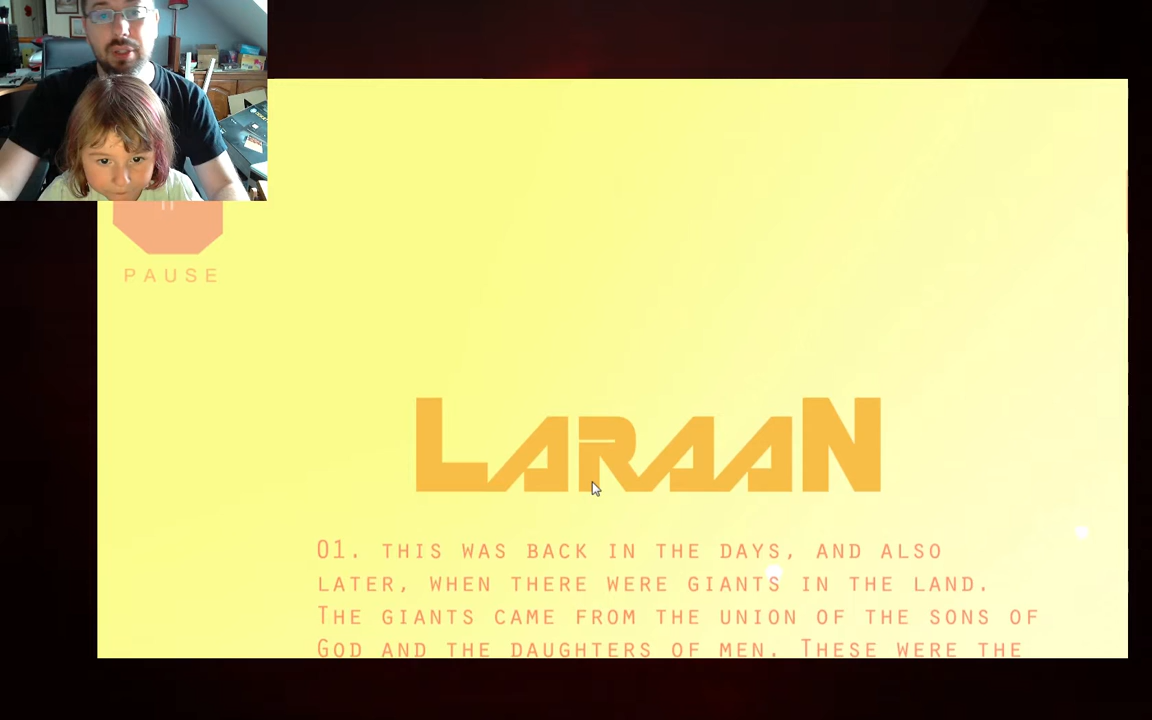 PAUSE
LARAAN
01. THIS WAS BACK IN THE DAYS, AND ALSO
LATER, WHEN THERE WERE GIANTS IN THE LAND.
THE GIANTS CAME FROM THE UNION OF THE SONS OF
GOD AND THE DAUGHTERS OF MEN. THESE WERE THE